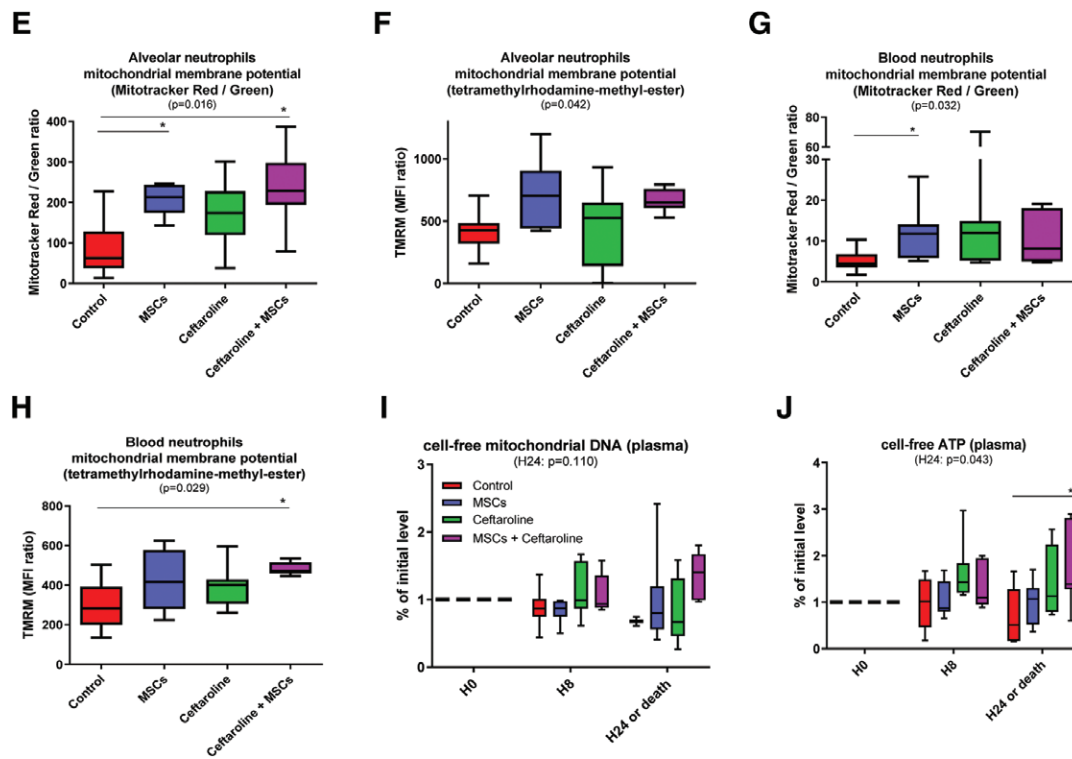 E
Alveolar neutrophils
mitochondrial membrane potential
(Mitotracker Red / Green)
(p=0.016)
Mitotracker Red / Green ratio
400
300
200
100
0
*
*
Control
MSCs
Ceftaroline
Ceftaroline + MSCs
F
Alveolar neutrophils
mitochondrial membrane potential
(tetramethylrhodamine-methyl-ester)
(p=0.042)
TMRM (MFI ratio)
1000
500
0
Control
MSCs
Ceftaroline
Ceftaroline + MSCs
G
Blood neutrophils
mitochondrial membrane potential
(Mitotracker Red / Green)
(p=0.032)
Mitotracker Red / Green ratio
80
60
30
20
10
0
*
Control
MSCs
Ceftaroline
Ceftaroline + MSCs
H
Blood neutrophils
mitochondrial membrane potential
(tetramethylrhodamine-methyl-ester)
(p=0.029)
TMRM (MFI ratio)
800
600
400
200
0
*
Control
MSCs
Ceftaroline
Ceftaroline + MSCs
I
cell-free mitochondrial DNA (plasma)
(H24: p=0.110)
% of initial level
3
2
1
0
Control
MSCs
Ceftaroline
MSCs + Ceftaroline
H0
H8
H24 or death
J
cell-free ATP (plasma)
(H24: p=0.043)
% of initial level
4
3
2
1
0
*
H0
H8
H24 or death